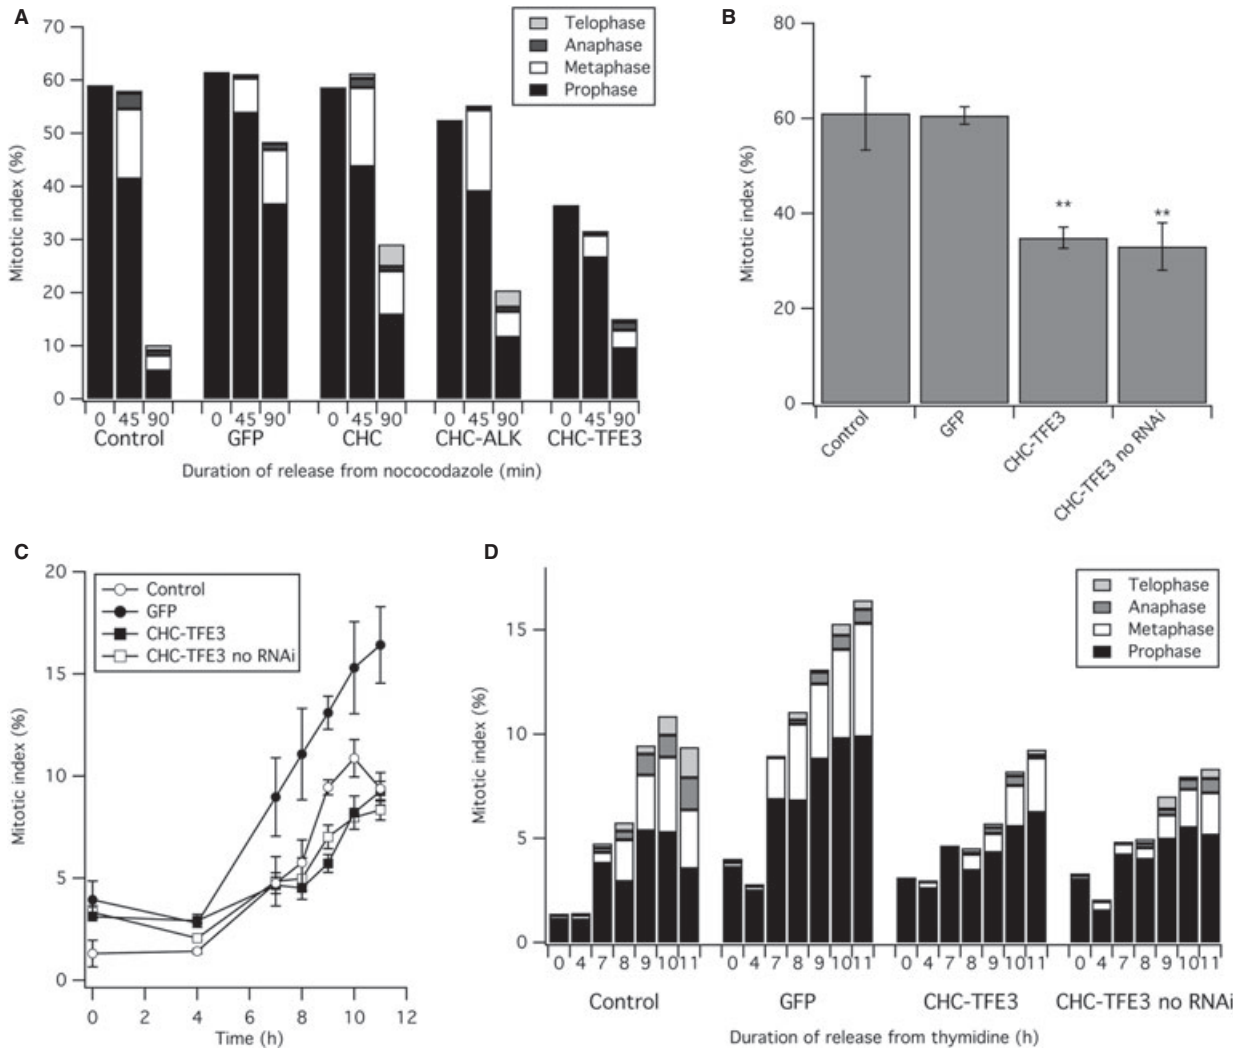 A
70
60
50
40
30
20
10
0
Mitotic index (%)
Telophase
Anaphase
Metaphase
Prophase
0 45 90 0 45 90 0 45 90 0 45 90 0 45 90
Control GFP CHC CHC-ALK CHC-TFE3
Duration of release from nococodazole (min)
B
80
60
40
20
0
Mitotic index (%)
**
**
Control
GFP
CHC-TFE3
CHC-TFE3 no RNAi
C
20
15
10
5
0
Mitotic index (%)
Control
GFP
CHC-TFE3
CHC-TFE3 no RNAi
0 2 4 6 8 10 12
Time (h)
D
15
10
5
0
Mitotic index (%)
Telophase
Anaphase
Metaphase
Prophase
0 4 7 8 9 10 11 0 4 7 8 9 10 11 0 4 7 8 9 10 11 0 4 7 8 9 10 11
Control GFP CHC-TFE3 CHC-TFE3 no RNAi
Duration of release from thymidine (h)